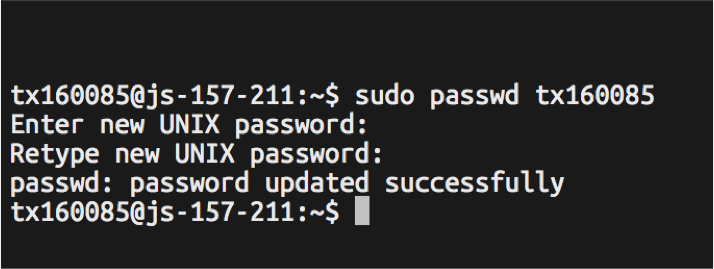 tx160085@js-157-211:~$ sudo passwd tx160085
Enter new UNIX password:
Retype new UNIX password:
passwd: password updated successfully
tx160085@js-157-211:~$